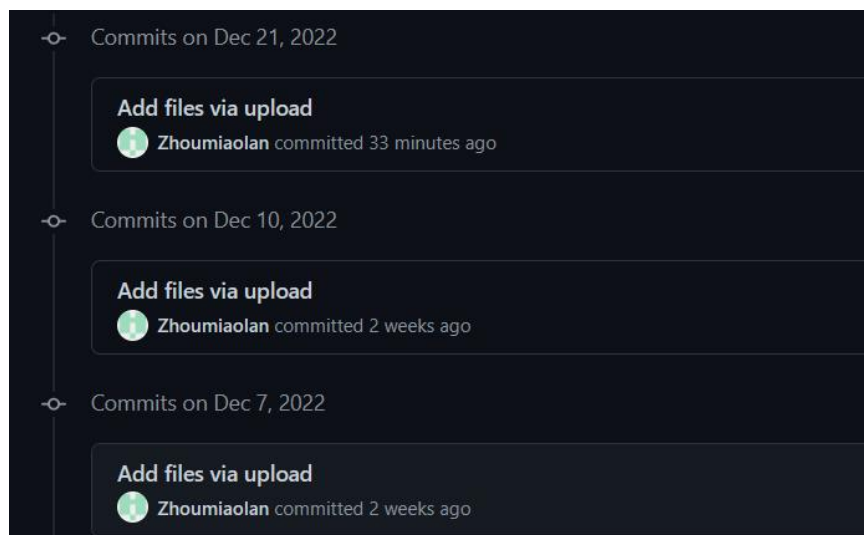 Commits on Dec 21, 2022
Add files via upload
Zhoumiaolan committed 33 minutes ago
Commits on Dec 10, 2022
Add files via upload
Zhoumiaolan committed 2 weeks ago
Commits on Dec 7, 2022
Add files via upload
Zhoumiaolan committed 2 weeks ago